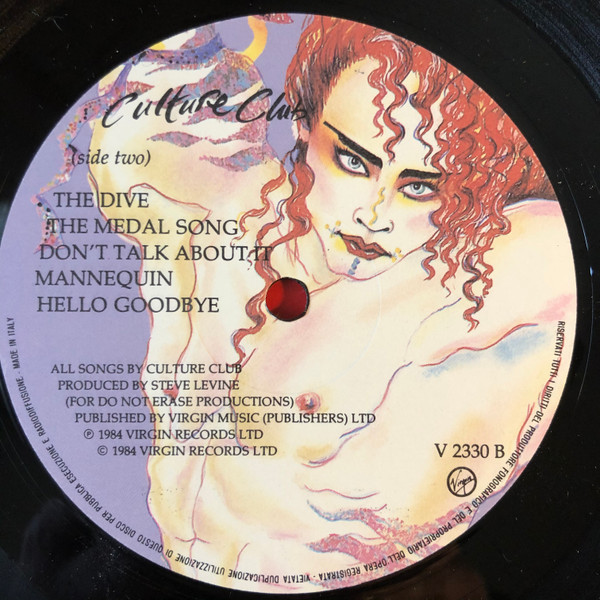 Culture Club
(side two)
THE DIVE
THE MEDAL SONG
DON'T TALK ABOUT IT
MANNEQUIN
HELLO GOODBYE
ALL SONGS BY CULTURE CLUB
PRODUCED BY STEVE LEVINE
(FOR DO NOT ERASE PRODUCTIONS)
PUBLISHED BY VIRGIN MUSIC (PUBLISHERS) LTD
℗ 1984 VIRGIN RECORDS LTD
© 1984 VIRGIN RECORDS LTD
V 2330 B
Virgin
RISERVATI TUTTI I DIRITTI DEL PRODUTTORE FONOGRAFICO E DEL PROPRIETARIO DELL'OPERA REGISTRATA - VIETATA DUPLICAZIONE UTILIZZAZIONE DI QUESTO DISCO PER PUBBLICA ESECUZIONE E RADIODIFFUSIONE - MADE IN ITALY